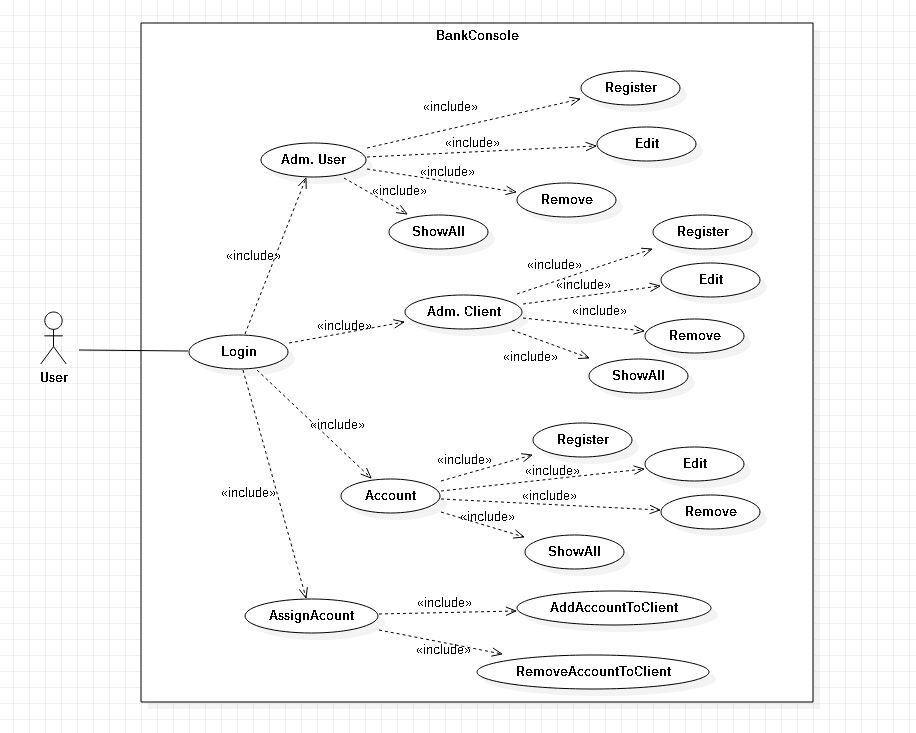 BankConsole
Register
«include»
Edit
«include»
Adm. User
«include»
Remove
«include»
ShowAll
Register
«include»
«include»
Edit
«include»
Adm. Client
«include»
«include»
Remove
«include»
ShowAll
Login
User
«include»
Register
«include»
Edit
«include»
Account
«include»
«include»
Remove
«include»
ShowAll
«include»
AddAccountToClient
AssignAcount
«include»
RemoveAccountToClient